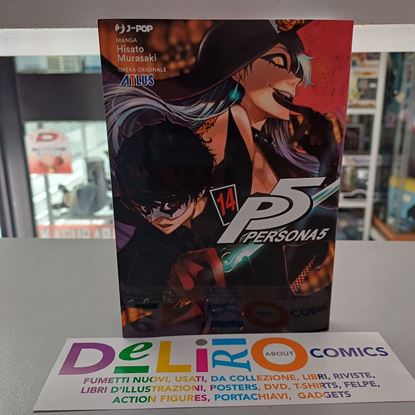 J-POP
MANGA
Hisato
Murasaki
OPERA ORIGINALE
ATLUS
14
P5
PERSONA5
DELIRIO ABOUT COMICS
FUMETTI NUOVI, USATI, DA COLLEZIONE, LIBRI, RIVISTE,
LIBRI D'ILLUSTRAZIONI, POSTERS, DVD, T-SHIRTS, FELPE,
ACTION FIGURES, PORTACHIAVI, GADGETS